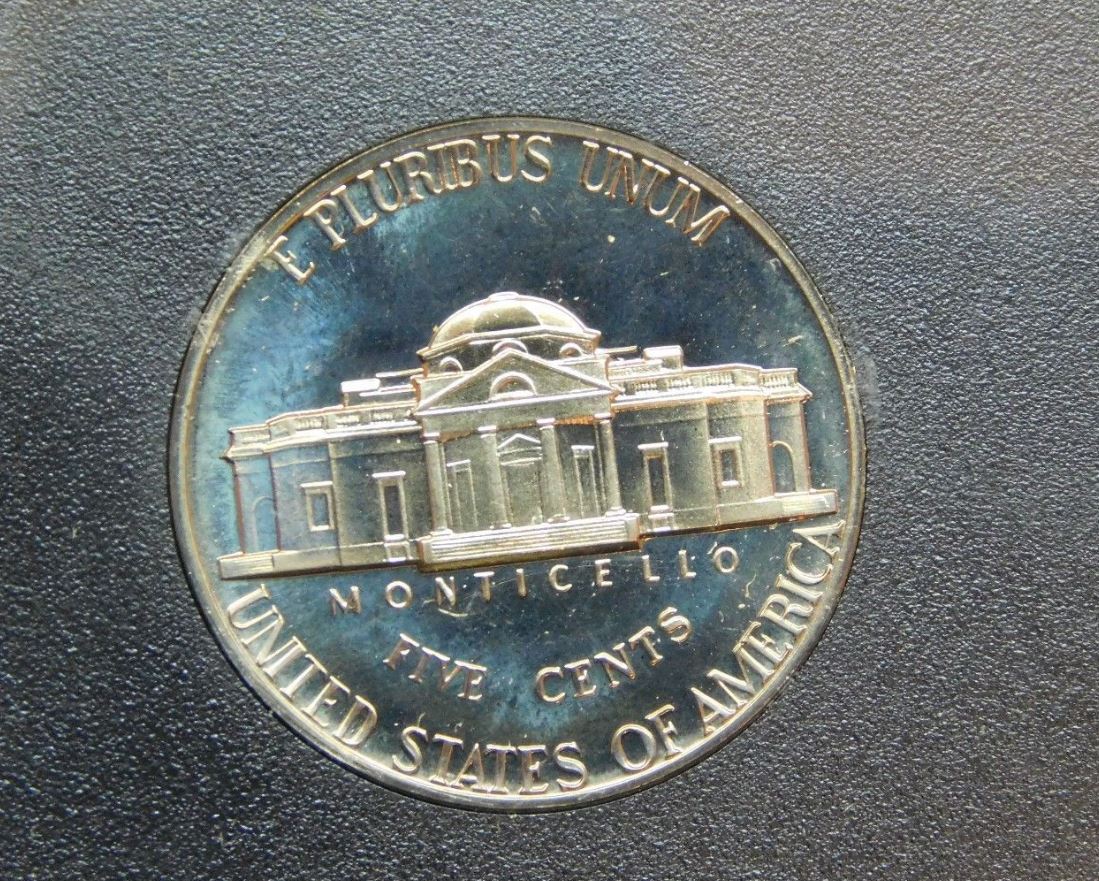 E PLURIBUS UNUM
MONTICELLO
FIVE CENTS
UNITED STATES OF AMERICA